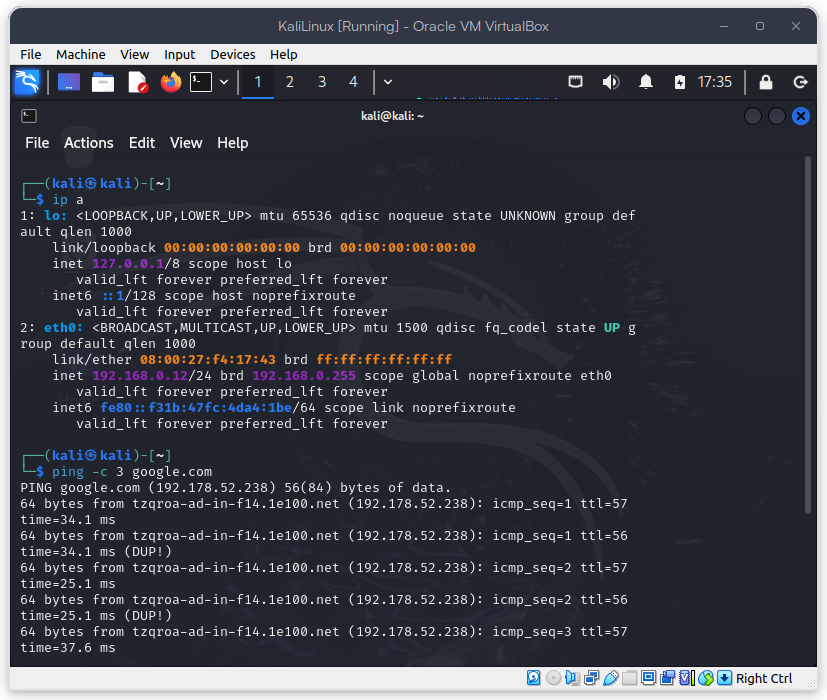 KaliLinux [Running] - Oracle VM VirtualBox
File Machine View Input Devices Help
1 2 3 4 17:35
kali@kali: ~
File Actions Edit View Help
┌──(kali㉿kali)-[~]
└─$ ip a
1: lo: <LOOPBACK,UP,LOWER_UP> mtu 65536 qdisc noqueue state UNKNOWN group def
ault qlen 1000
    link/loopback 00:00:00:00:00:00 brd 00:00:00:00:00:00
    inet 127.0.0.1/8 scope host lo
       valid_lft forever preferred_lft forever
    inet6 ::1/128 scope host noprefixroute
       valid_lft forever preferred_lft forever
2: eth0: <BROADCAST,MULTICAST,UP,LOWER_UP> mtu 1500 qdisc fq_codel state UP g
roup default qlen 1000
    link/ether 08:00:27:f4:17:43 brd ff:ff:ff:ff:ff:ff
    inet 192.168.0.12/24 brd 192.168.0.255 scope global noprefixroute eth0
       valid_lft forever preferred_lft forever
    inet6 fe80::f31b:47fc:4da4:1be/64 scope link noprefixroute
       valid_lft forever preferred_lft forever
┌──(kali㉿kali)-[~]
└─$ ping -c 3 google.com
PING google.com (192.178.52.238) 56(84) bytes of data.
64 bytes from tzqroa-ad-in-f14.1e100.net (192.178.52.238): icmp_seq=1 ttl=57
time=34.1 ms
64 bytes from tzqroa-ad-in-f14.1e100.net (192.178.52.238): icmp_seq=1 ttl=56
time=34.1 ms (DUP!)
64 bytes from tzqroa-ad-in-f14.1e100.net (192.178.52.238): icmp_seq=2 ttl=57
time=25.1 ms
64 bytes from tzqroa-ad-in-f14.1e100.net (192.178.52.238): icmp_seq=2 ttl=56
time=25.1 ms (DUP!)
64 bytes from tzqroa-ad-in-f14.1e100.net (192.178.52.238): icmp_seq=3 ttl=57
time=37.6 ms
Right Ctrl